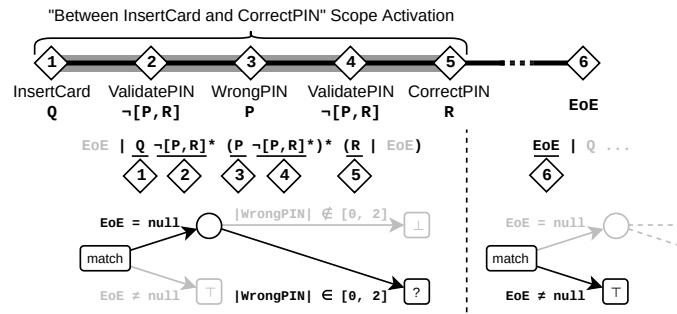 "Between InsertCard and CorrectPIN" Scope Activation
1 2 3 4 5 6
InsertCard ValidatePIN WrongPIN ValidatePIN CorrectPIN
Q ¬[P,R] P ¬[P,R] R EoE
EoE | Q ¬[P,R]* (P ¬[P,R]*)* (R | EoE) EoE | Q ...
1 2 3 4 5 6
EoE = null |WrongPIN| ∉ [0, 2] ⊥ EoE = null
match match
EoE ≠ null ⊤ |WrongPIN| ∈ [0, 2] ? EoE ≠ null ⊤